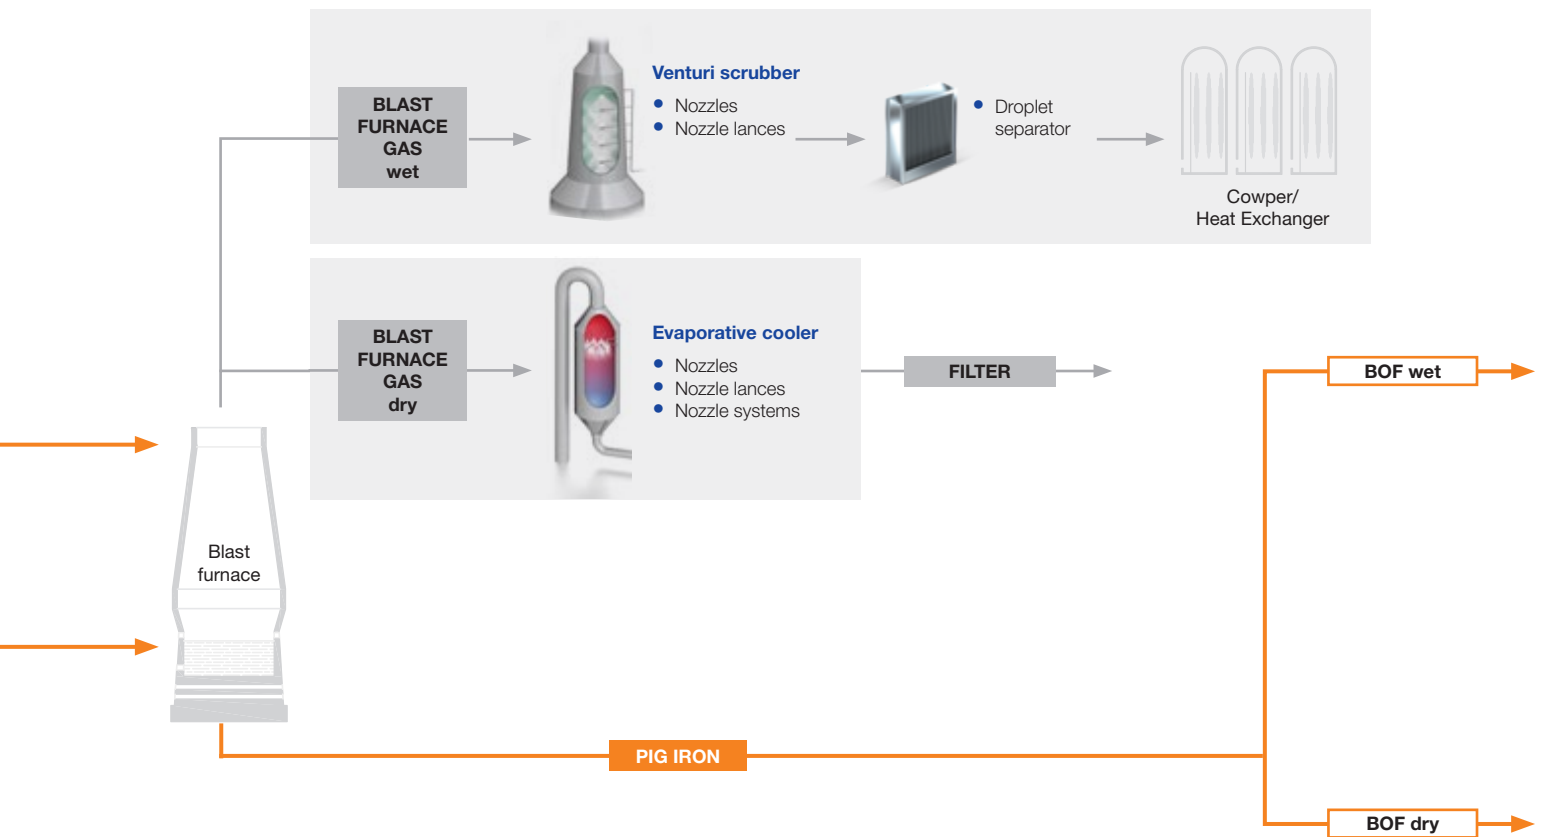 BLAST
FURNACE
GAS
wet
Venturi scrubber
• Nozzles
• Nozzle lances
• Droplet
separator
Cowper/
Heat Exchanger
BLAST
FURNACE
GAS
dry
Evaporative cooler
• Nozzles
• Nozzle lances
• Nozzle systems
FILTER
BOF wet
Blast
furnace
PIG IRON
BOF dry